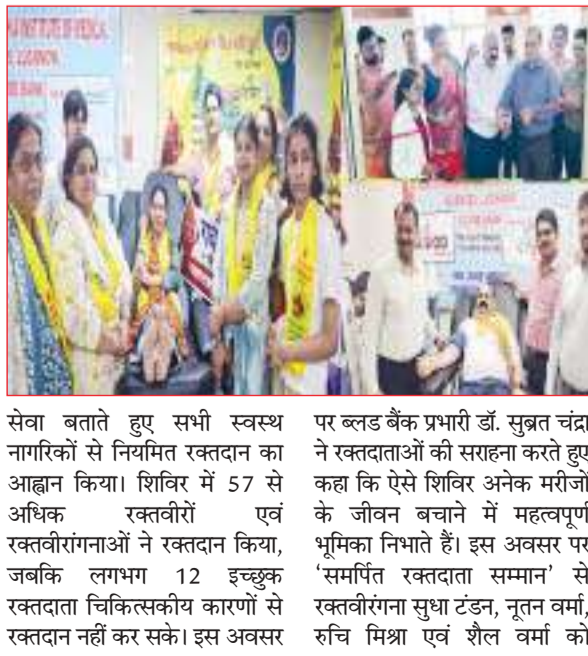 सेवा बताते हुए सभी स्वस्थ
नागरिकों से नियमित रक्तदान का
आह्वान किया। शिविर में 57 से
अधिक रक्तवीरों एवं
रक्तवीरांगनाओं ने रक्तदान किया,
जबकि लगभग 12 इच्छुक
रक्तदाता चिकित्सकीय कारणों से
रक्तदान नहीं कर सके। इस अवसर
पर ब्लड बैंक प्रभारी डॉ. सुब्रत चंद्रा
ने रक्तदाताओं की सराहना करते हुए
कहा कि ऐसे शिविर अनेक मरीजों
के जीवन बचाने में महत्वपूर्ण
भूमिका निभाते हैं। इस अवसर पर
‘समर्पित रक्तदाता सम्मान’ से
रक्तवीरंगना सुधा टंडन, नूतन वर्मा,
रुचि मिश्रा एवं शैल वर्मा को